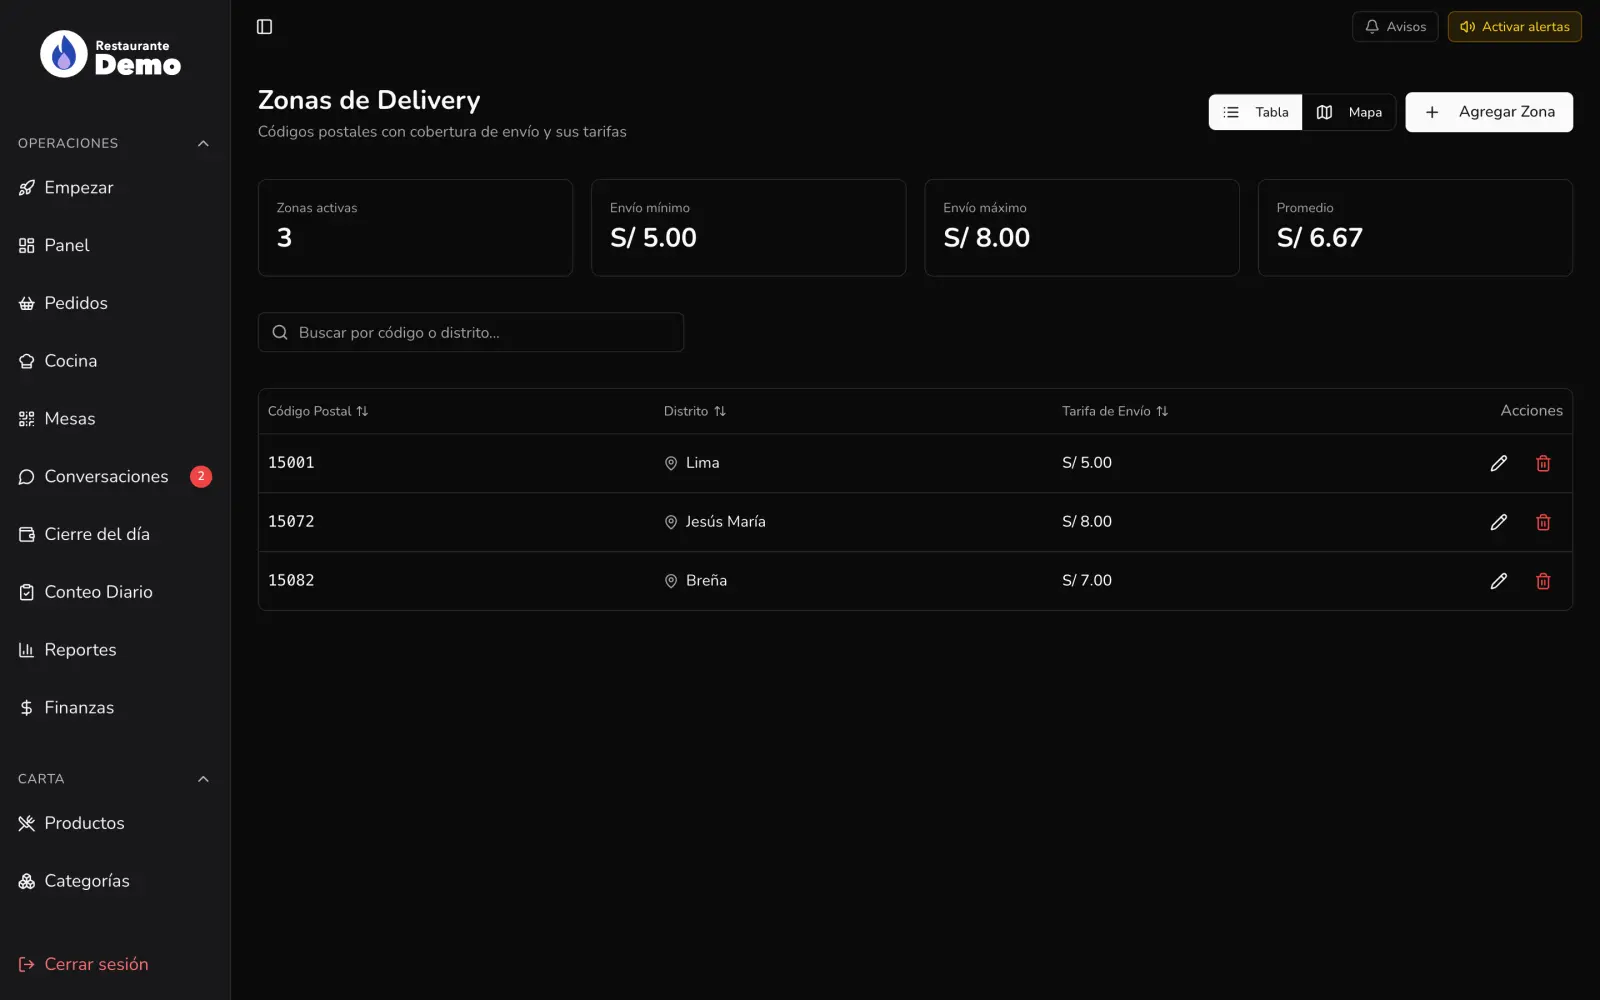 Restaurante
Demo
Avisos
Activar alertas
Zonas de Delivery
Códigos postales con cobertura de envío y sus tarifas
Tabla
Mapa
Agregar Zona
OPERACIONES
Empezar
Panel
Pedidos
Cocina
Mesas
Conversaciones 2
Cierre del día
Conteo Diario
Reportes
Finanzas
CARTA
Productos
Categorías
Cerrar sesión
Zonas activas
3
Envío mínimo
S/ 5.00
Envío máximo
S/ 8.00
Promedio
S/ 6.67
Buscar por código o distrito...
Código Postal Distrito Tarifa de Envío Acciones
15001 Lima S/ 5.00
15072 Jesús María S/ 8.00
15082 Breña S/ 7.00